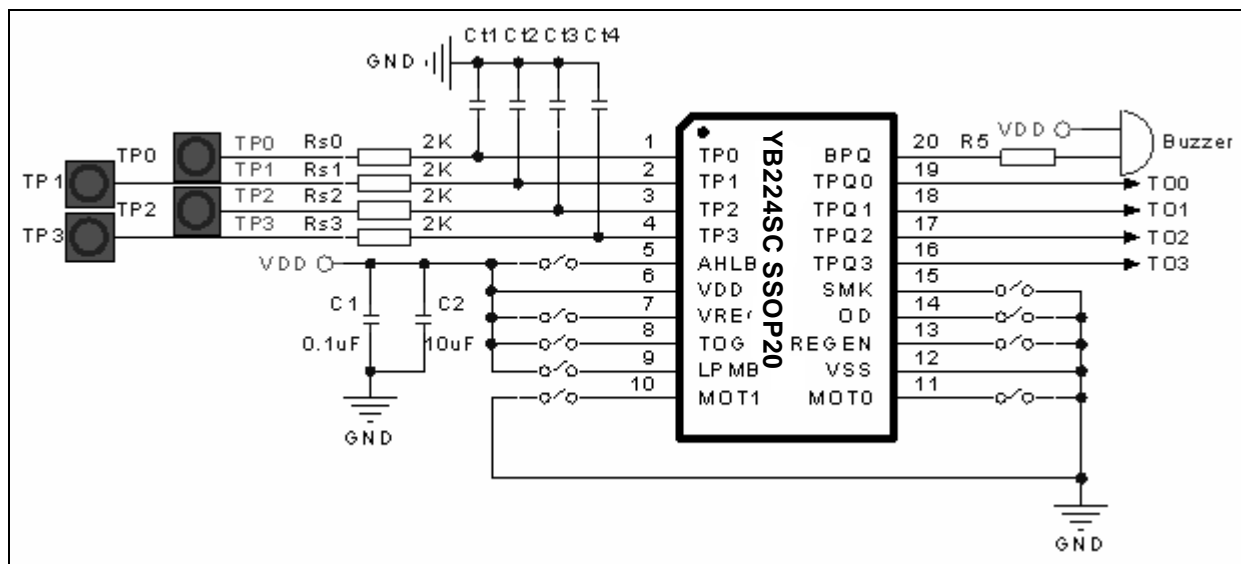 Ct1 Ct2 Ct3 Ct4
GND
TP0 TP0 Rs0 2K 1 TP0 BPQ 20 R5 VDD Buzzer
TP1 TP1 Rs1 2K 2 TP1 TPQ0 19 TO0
TP2 TP2 Rs2 2K 3 TP2 TPQ1 18 TO1
TP3 TP3 Rs3 2K 4 TP3 TPQ2 17 TO2
VDD 5 AHLB TPQ3 16 TO3
C1 C2 6 VDD SMK 15
7 OD 14
0.1uF 10uF 8 TOG REGEN 13
9 LPMB VSS 12
10 MOT1 MOT0 11
YB224SC SSOP20
GND
GND